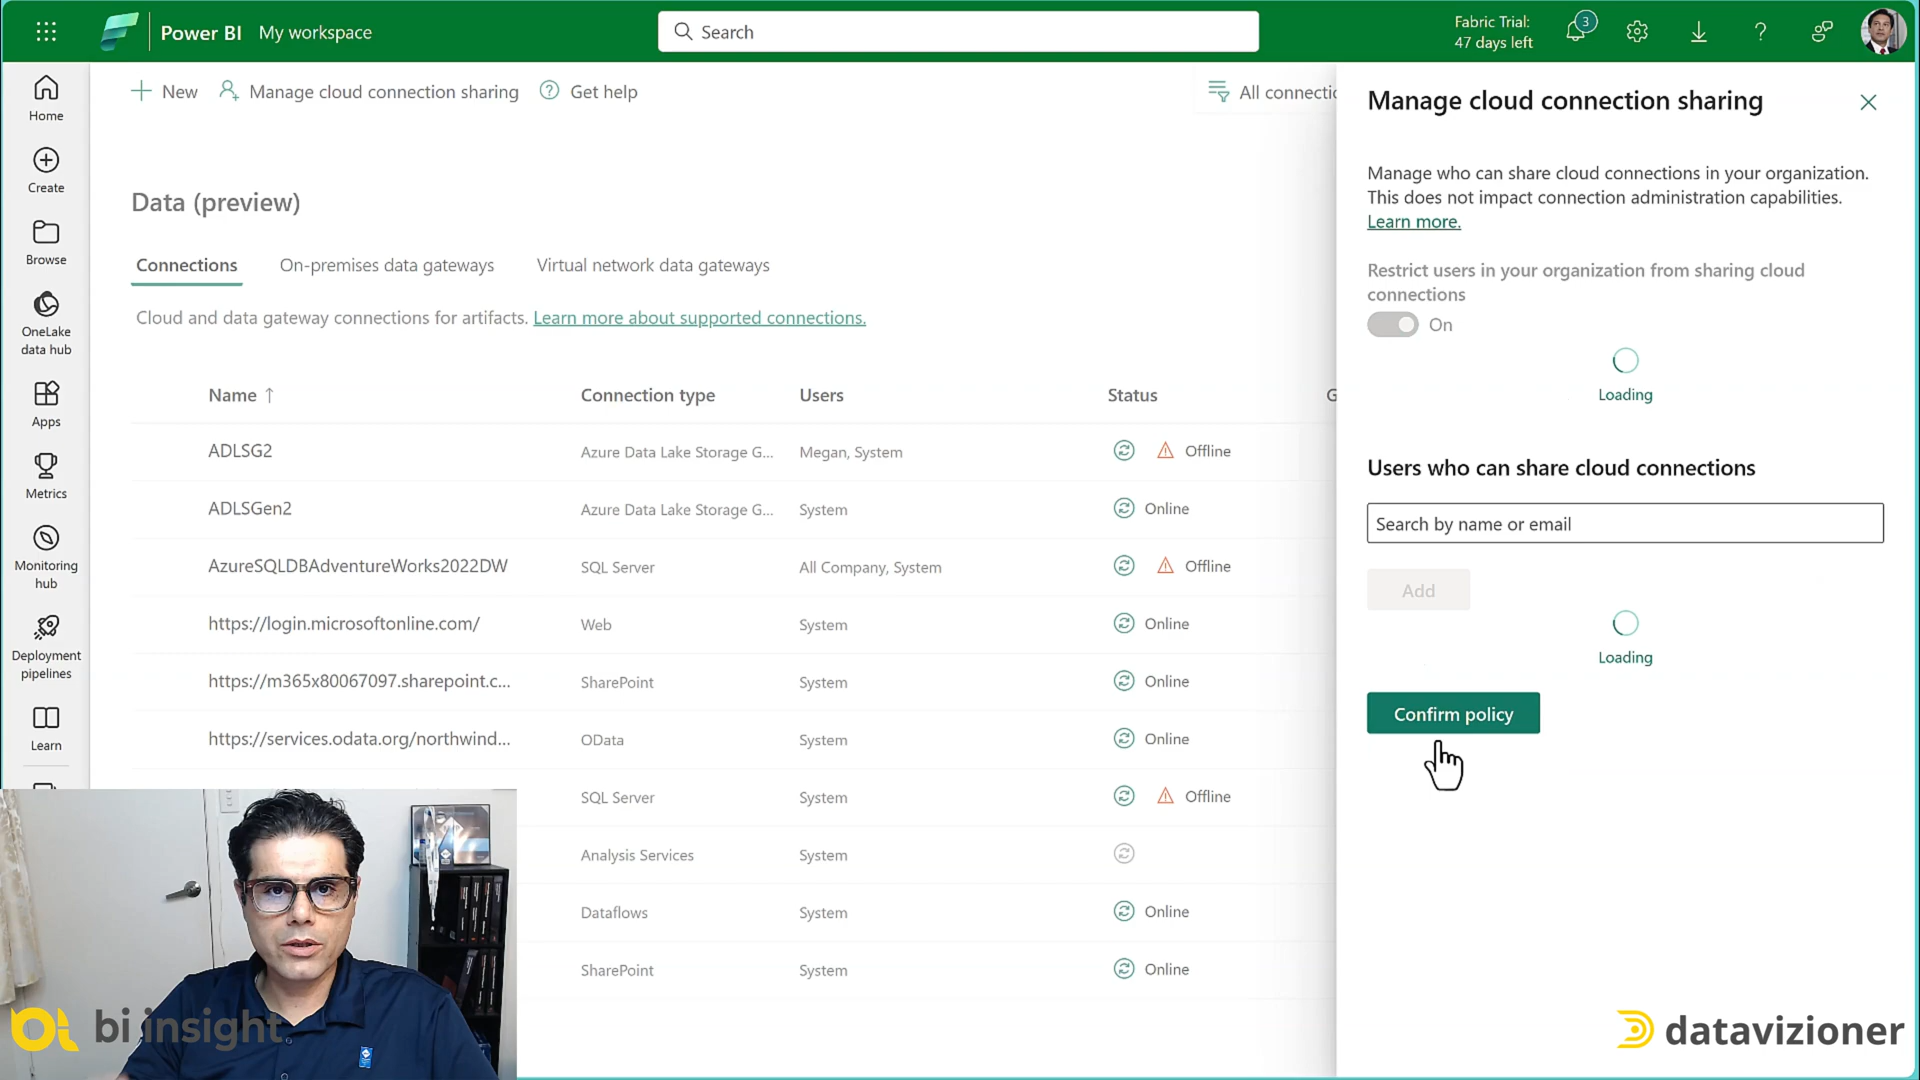 Power BI My workspace
Search
Fabric Trial:
47 days left
3
Home
Create
Browse
OneLake
data hub
Apps
Metrics
Monitoring
hub
Deployment
pipelines
Learn
New
Manage cloud connection sharing
Get help
All connectio
Data (preview)
Connections
On-premises data gateways
Virtual network data gateways
Cloud and data gateway connections for artifacts. Learn more about supported connections.
Name ↑ Connection type Users Status G
ADLSG2 Azure Data Lake Storage G... Megan, System Offline
ADLSGen2 Azure Data Lake Storage G... System Online
AzureSQLDBAdventureWorks2022DW SQL Server All Company, System Offline
https://login.microsoftonline.com/ Web System Online
https://m365x80067097.sharepoint.c... SharePoint System Online
https://services.odata.org/northwind... OData System Online
SQL Server System Offline
Analysis Services System
Dataflows System Online
SharePoint System Online
Manage cloud connection sharing
Manage who can share cloud connections in your organization.
This does not impact connection administration capabilities.
Learn more.
Restrict users in your organization from sharing cloud
connections
On
Loading
Users who can share cloud connections
Search by name or email
Add
Loading
Confirm policy
bi insight
datavizioner